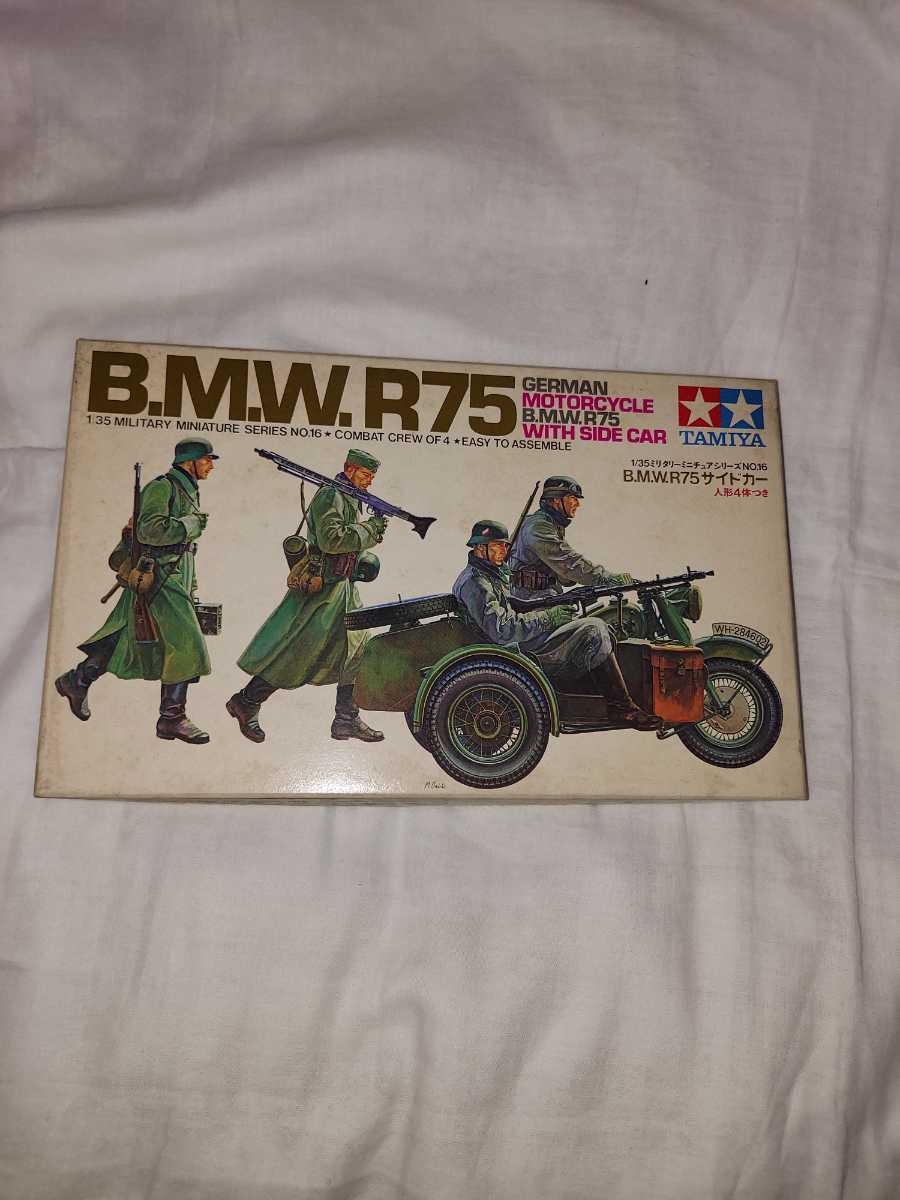 B.M.W. R75
GERMAN
MOTORCYCLE
B.M.W. R75
WITH SIDE CAR
1/35 MILITARY MINIATURE SERIES NO.16 ★ COMBAT CREW OF 4 ★ EASY TO ASSEMBLE
TAMIYA
1/35ミリタリーミニチュアシリーズNO.16
B.M.W.R75サイドカー
人形4体つき
WH-284602